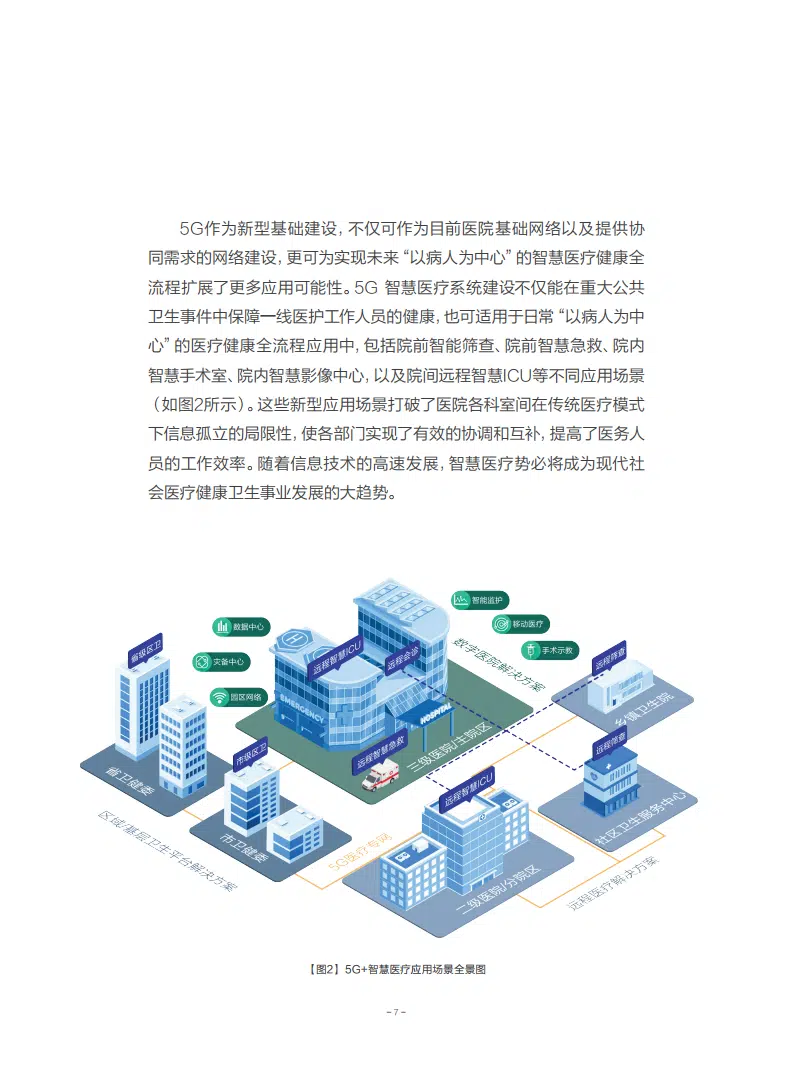 5G作为新型基础建设，不仅可作为目前医院基础网络以及提供协
同需求的网络建设，更可为实现未来“以病人为中心”的智慧医疗健康全
流程扩展了更多应用可能性。5G 智慧医疗系统建设不仅能在重大公共
卫生事件中保障一线医护工作人员的健康，也可适用于日常“以病人为中
心”的医疗健康全流程应用中，包括院前智能筛查、院前智慧急救、院内
智慧手术室、院内智慧影像中心，以及院间远程智慧ICU等不同应用场景
（如图2所示）。这些新型应用场景打破了医院各科室间在传统医疗模式
下信息孤立的局限性，使各部门实现了有效的协调和互补，提高了医务人
员的工作效率。随着信息技术的高速发展，智慧医疗势必将成为现代社
会医疗健康卫生事业发展的大趋势。
智能监护
移动医疗
手术示教
数据中心
灾备中心
园区网络
省级区卫
远程智慧ICU
远程会诊
数字医院解决方案
远程筛查
乡镇卫生院
EMERGENCY
HOSPITAL
三级医院/主院区
市级区卫
远程智慧急救
远程筛查
省卫健委
远程智慧ICU
社区卫生服务中心
市卫健委
区域/基层卫生平台解决方案
5G医疗专网
二级医院/分院区
远程医疗解决方案
【图2】5G+智慧医疗应用场景全景图
- 7 -